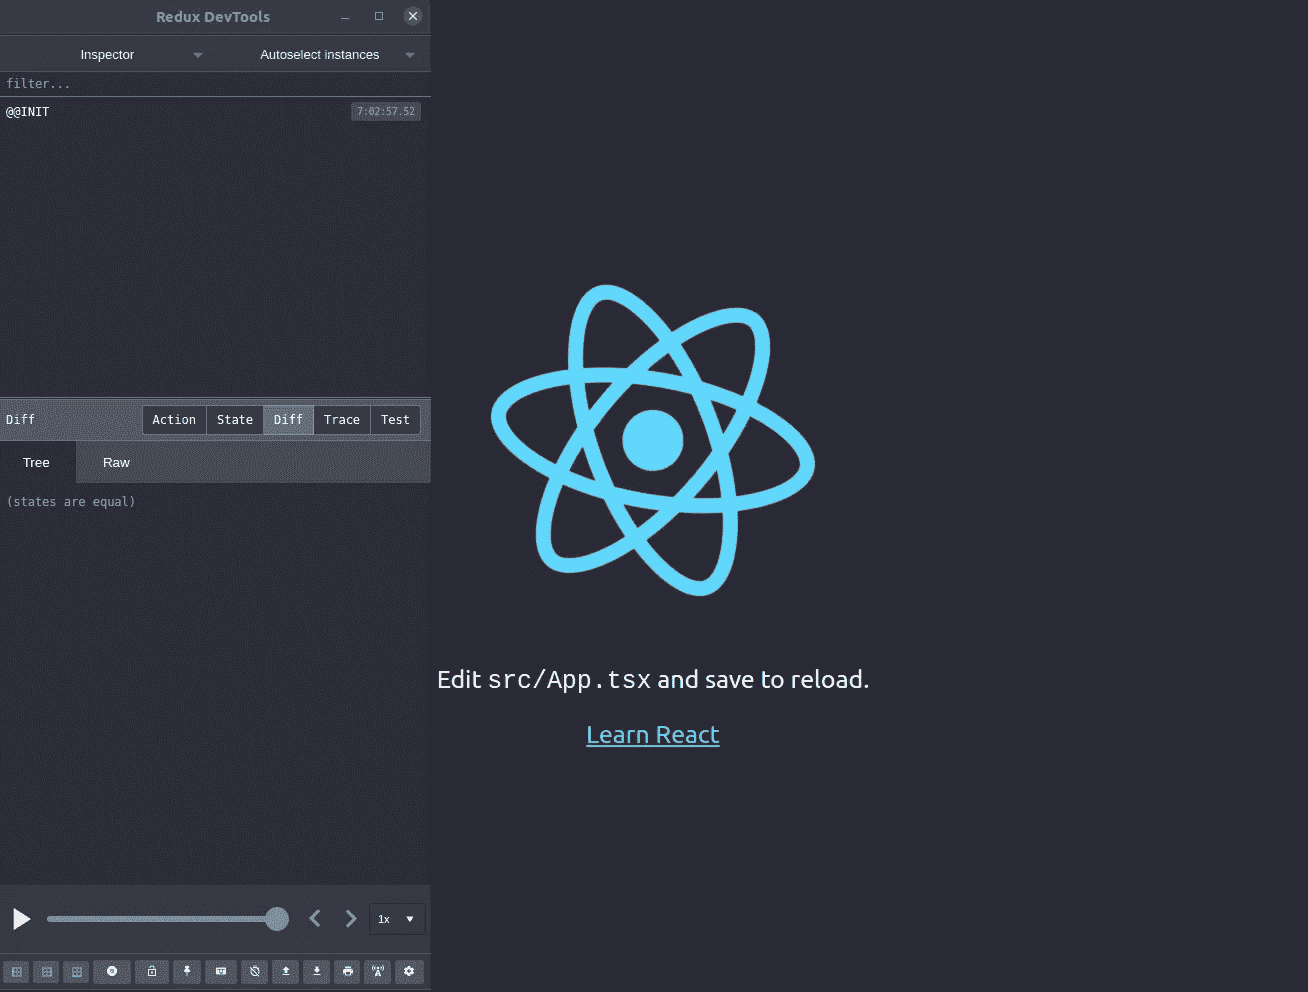 Redux DevTools
Inspector
Autoselect instances
filter...
@@INIT
7:02:57.52
Diff
Action
State
Diff
Trace
Test
Tree
Raw
(states are equal)
1x
Edit src/App.tsx and save to reload.
Learn React